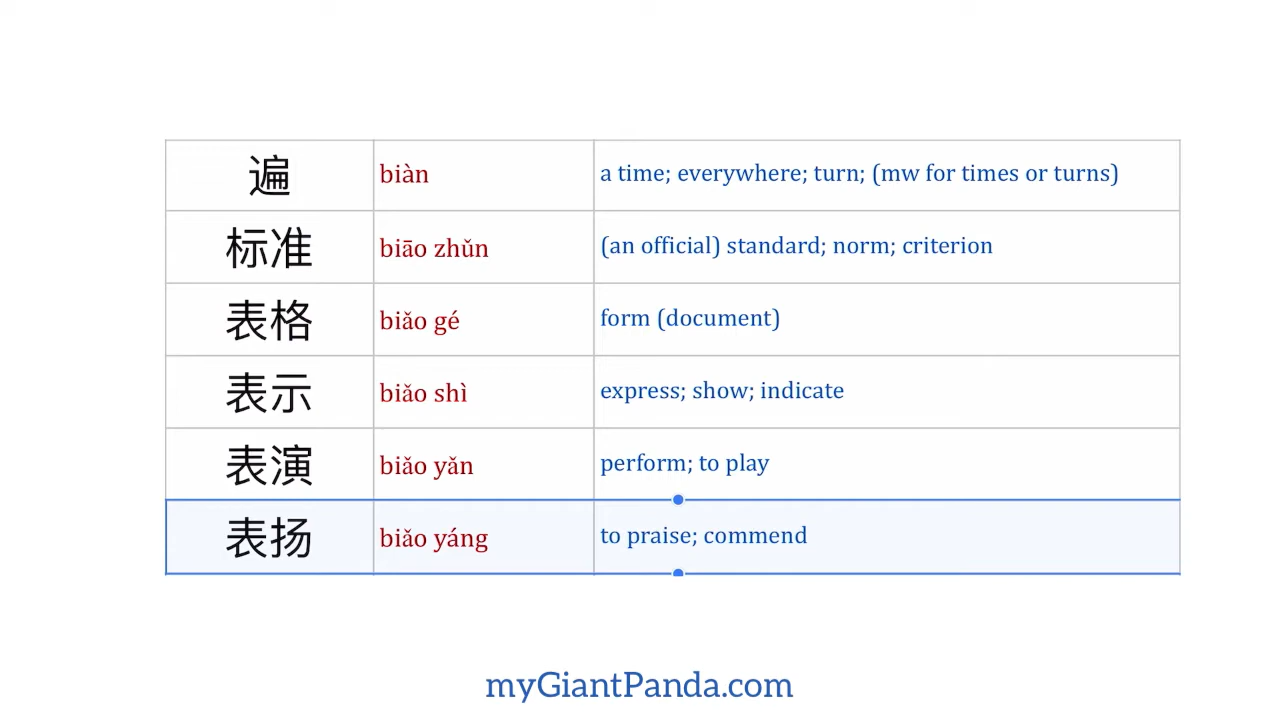 遍 biàn a time; everywhere; turn; (mw for times or turns)
标准 biāo zhǔn (an official) standard; norm; criterion
表格 biǎo gé form (document)
表示 biǎo shì express; show; indicate
表演 biǎo yǎn perform; to play
表扬 biǎo yáng to praise; commend
myGiantPanda.com